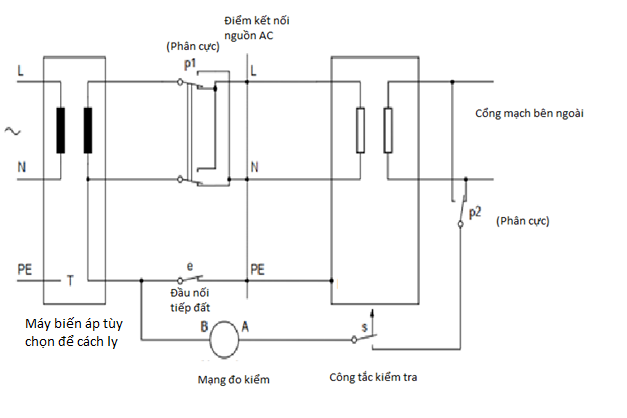 Điểm kết nối
nguồn AC
(Phân cực)
p1
L
L
Cổng mạch bên ngoài
N
N
p2
(Phân cực)
PE
T
e
PE
Đầu nối
tiếp đất
Máy biến áp tùy
chọn để cách ly
B
A
s
Mạng đo kiểm
Công tắc kiểm tra